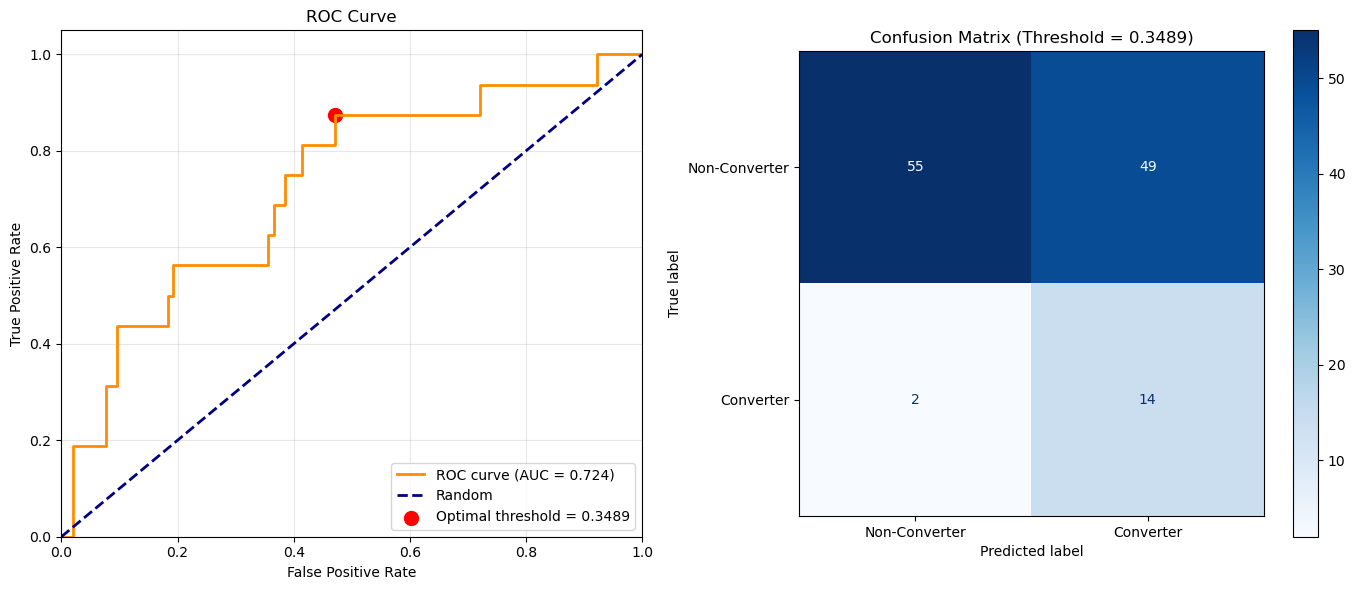 ROC Curve
True Positive Rate
1.0
0.8
0.6
0.4
0.2
0.0
0.0 0.2 0.4 0.6 0.8 1.0
False Positive Rate
ROC curve (AUC = 0.724)
Random
Optimal threshold = 0.3489
Confusion Matrix (Threshold = 0.3489)
True label
Non-Converter
Converter
55 49
2 14
Non-Converter Converter
Predicted label
50
40
30
20
10